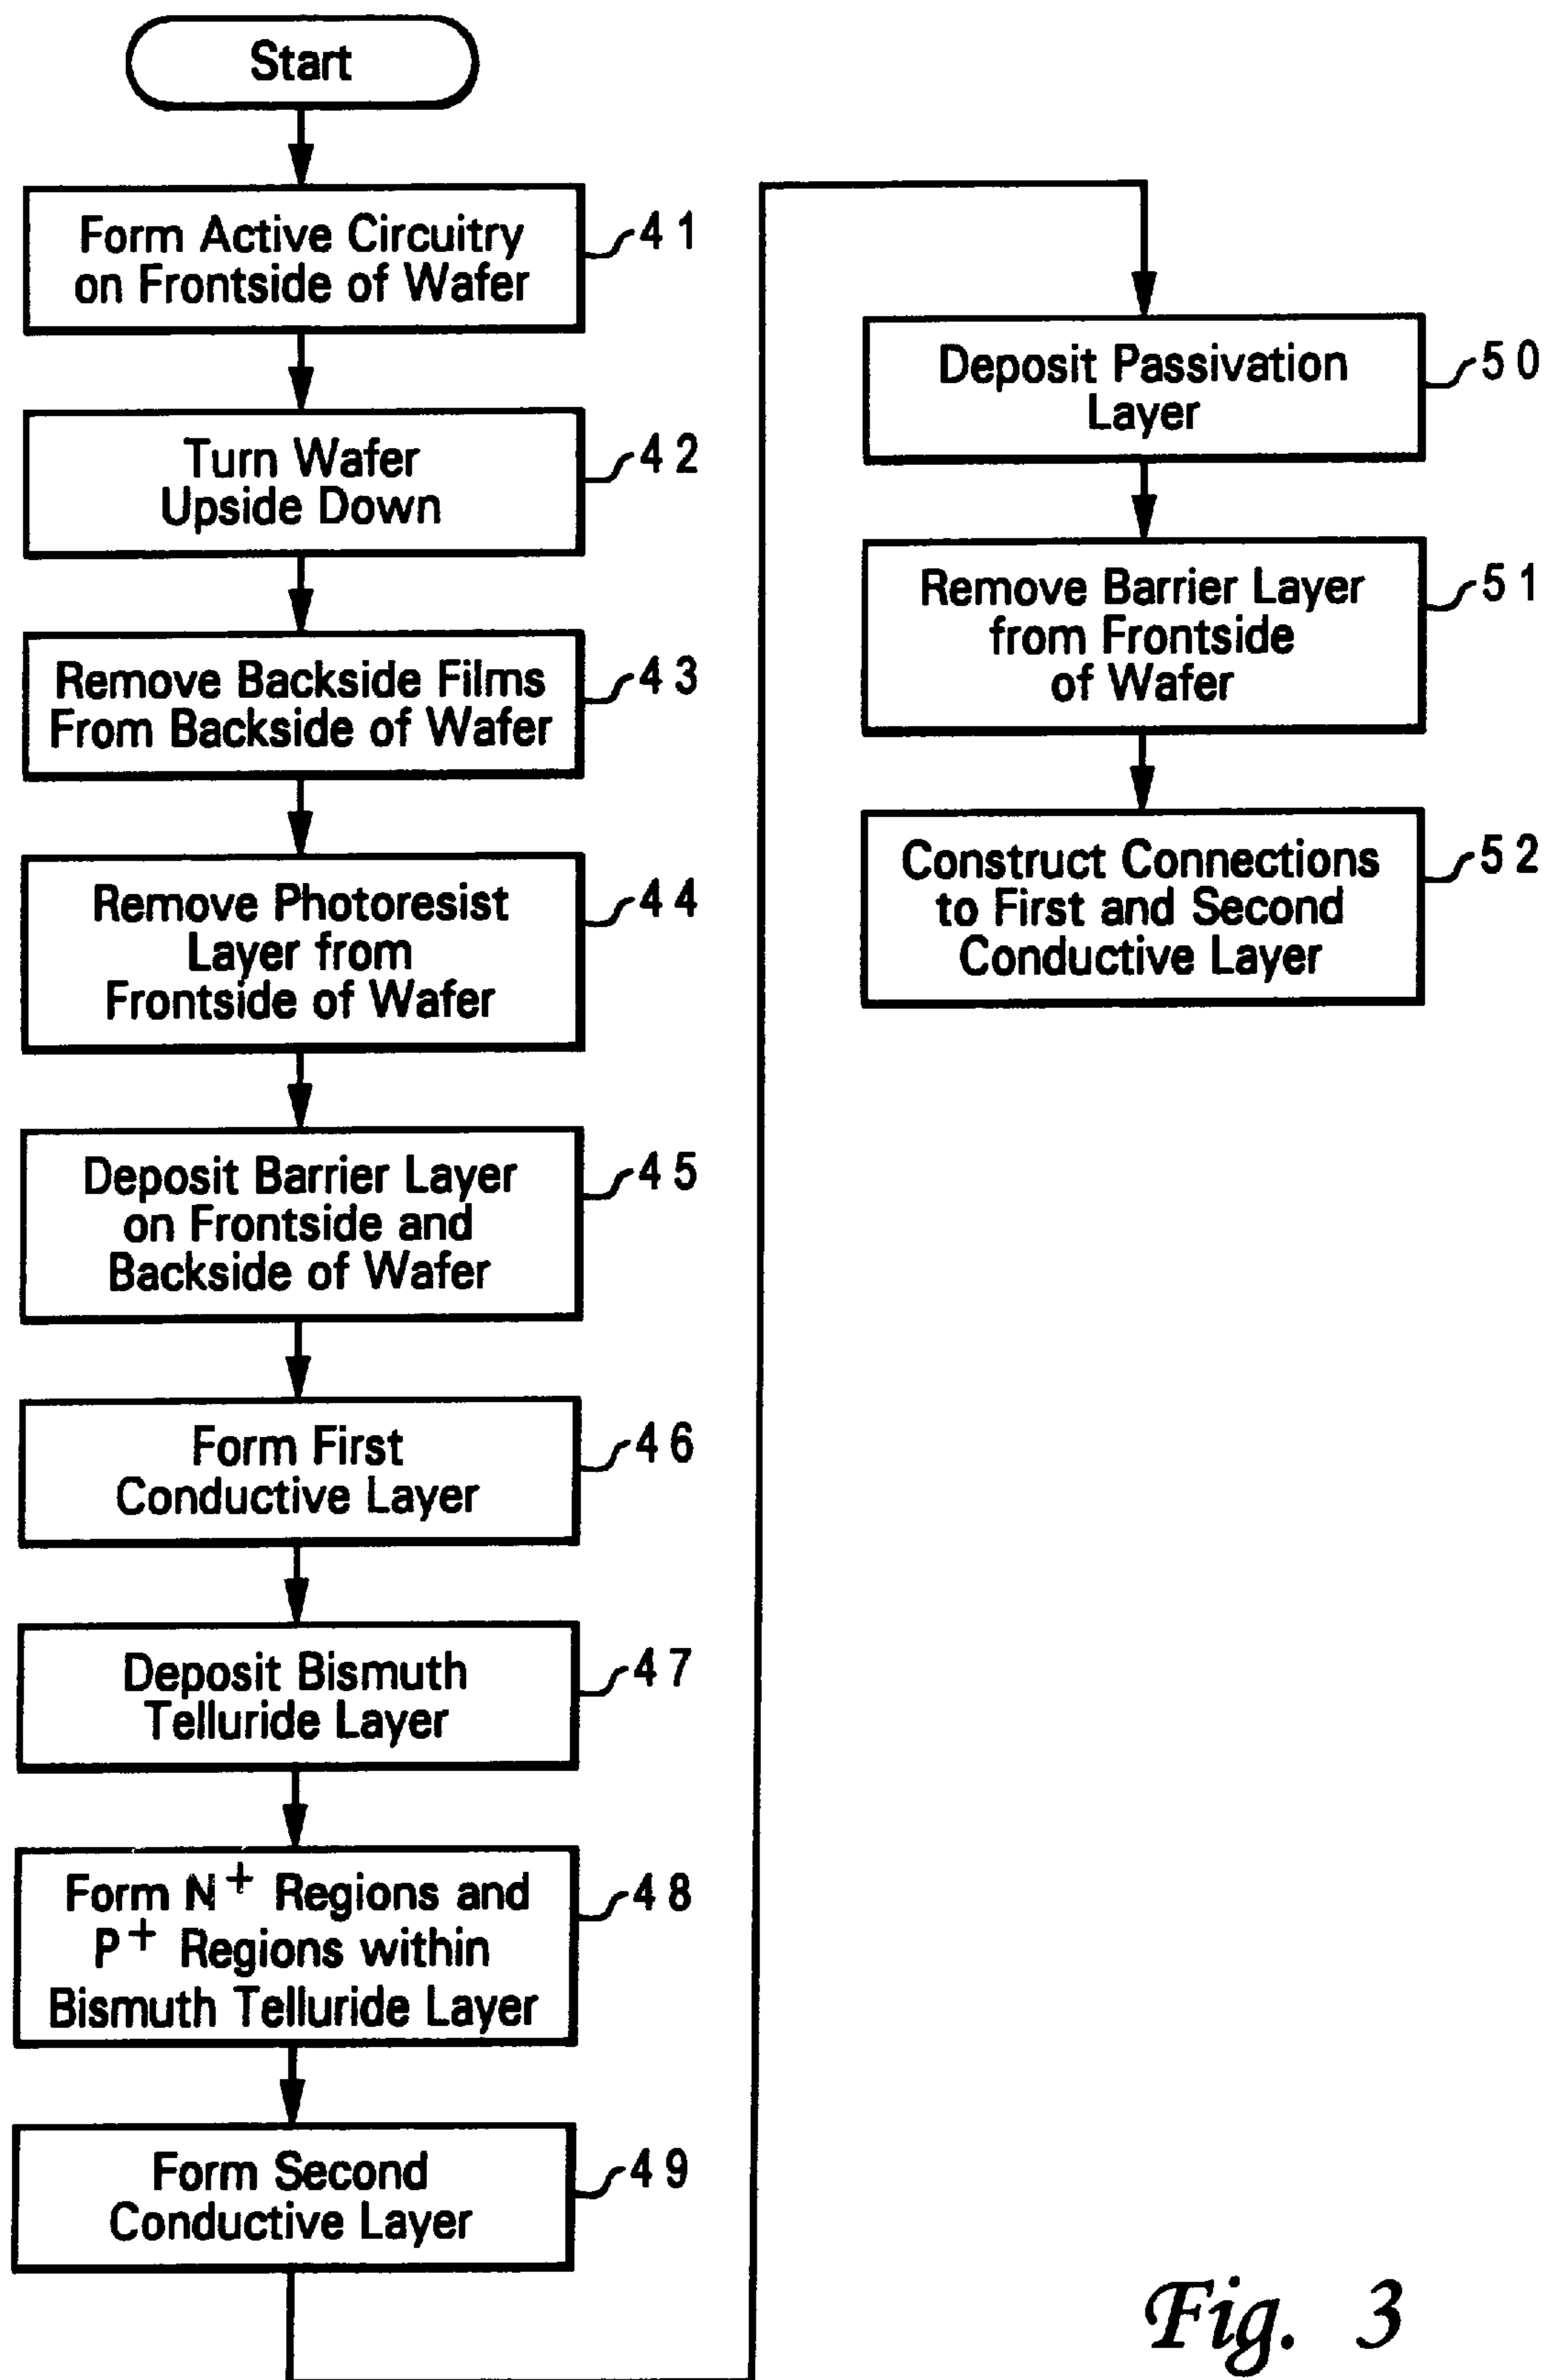 Start
Form Active Circuitry
on Frontside of Wafer
41
Turn Wafer
Upside Down
42
Remove Backside Films
From Backside of Wafer
43
Remove Photoresist
Layer from
Frontside of Wafer
44
Deposit Barrier Layer
on Frontside and
Backside of Wafer
45
Form First
Conductive Layer
46
Deposit Bismuth
Telluride Layer
47
Form N+ Regions and
P+ Regions within
Bismuth Telluride Layer
48
Form Second
Conductive Layer
49
Deposit Passivation
Layer
50
Remove Barrier Layer
from Frontside
of Wafer
51
Construct Connections
to First and Second
Conductive Layer
52
Fig. 3